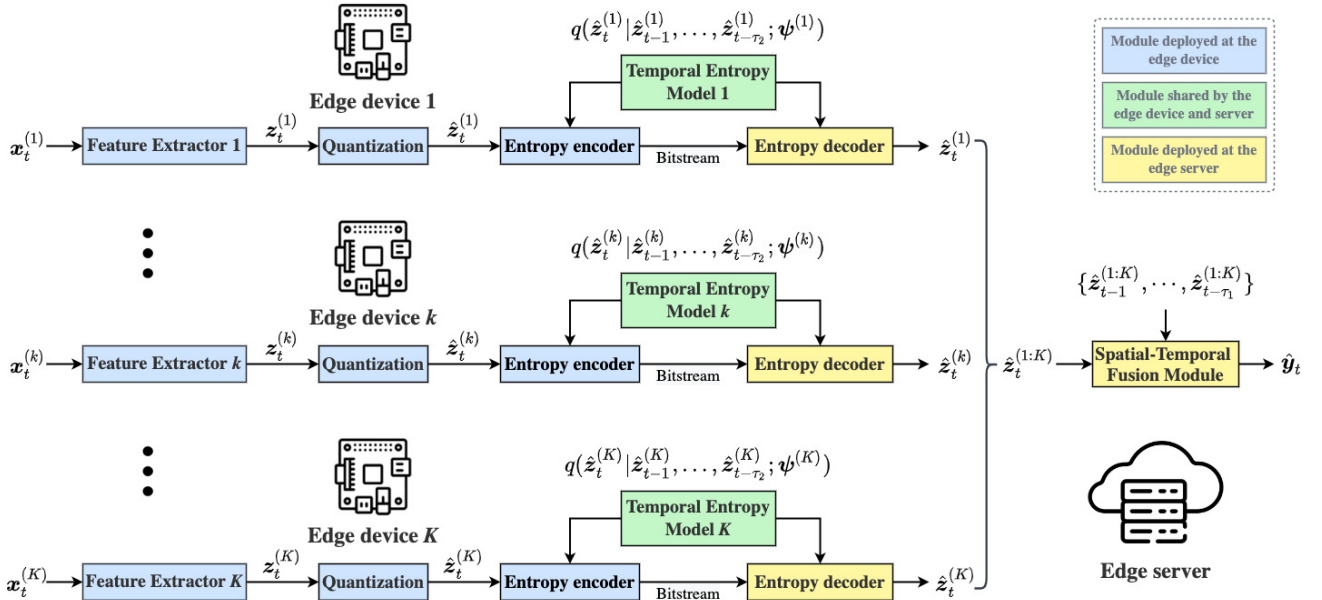 q(ẑ_t^(1)|ẑ_{t-1}^(1), ..., ẑ_{t-τ_2}^(1); ψ^(1))
Temporal Entropy
Model 1
Edge device 1
x_t^(1)
Feature Extractor 1
z_t^(1)
Quantization
ẑ_t^(1)
Entropy encoder
Bitstream
Entropy decoder
ẑ_t^(1)
Module deployed at the
edge device
Module shared by the
edge device and server
Module deployed at the
edge server
q(ẑ_t^(k)|ẑ_{t-1}^(k), ..., ẑ_{t-τ_2}^(k); ψ^(k))
Temporal Entropy
Model k
Edge device k
x_t^(k)
Feature Extractor k
z_t^(k)
Quantization
ẑ_t^(k)
Entropy encoder
Bitstream
Entropy decoder
ẑ_t^(k)
ẑ_t^(1:K)
{ẑ_{t-1}^(1:K), ⋯, ẑ_{t-τ_1}^(1:K)}
Spatial-Temporal
Fusion Module
ŷ_t
q(ẑ_t^(K)|ẑ_{t-1}^(K), ..., ẑ_{t-τ_2}^(K); ψ^(K))
Temporal Entropy
Model K
Edge device K
x_t^(K)
Feature Extractor K
z_t^(K)
Quantization
ẑ_t^(K)
Entropy encoder
Bitstream
Entropy decoder
ẑ_t^(K)
Edge server